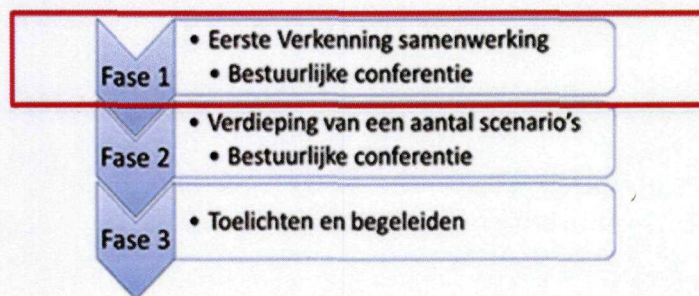 Fase 1
• Eerste Verkenning samenwerking
• Bestuurlijke conferentie
Fase 2
• Verdieping van een aantal scenario's
• Bestuurlijke conferentie
Fase 3
• Toelichten en begeleiden